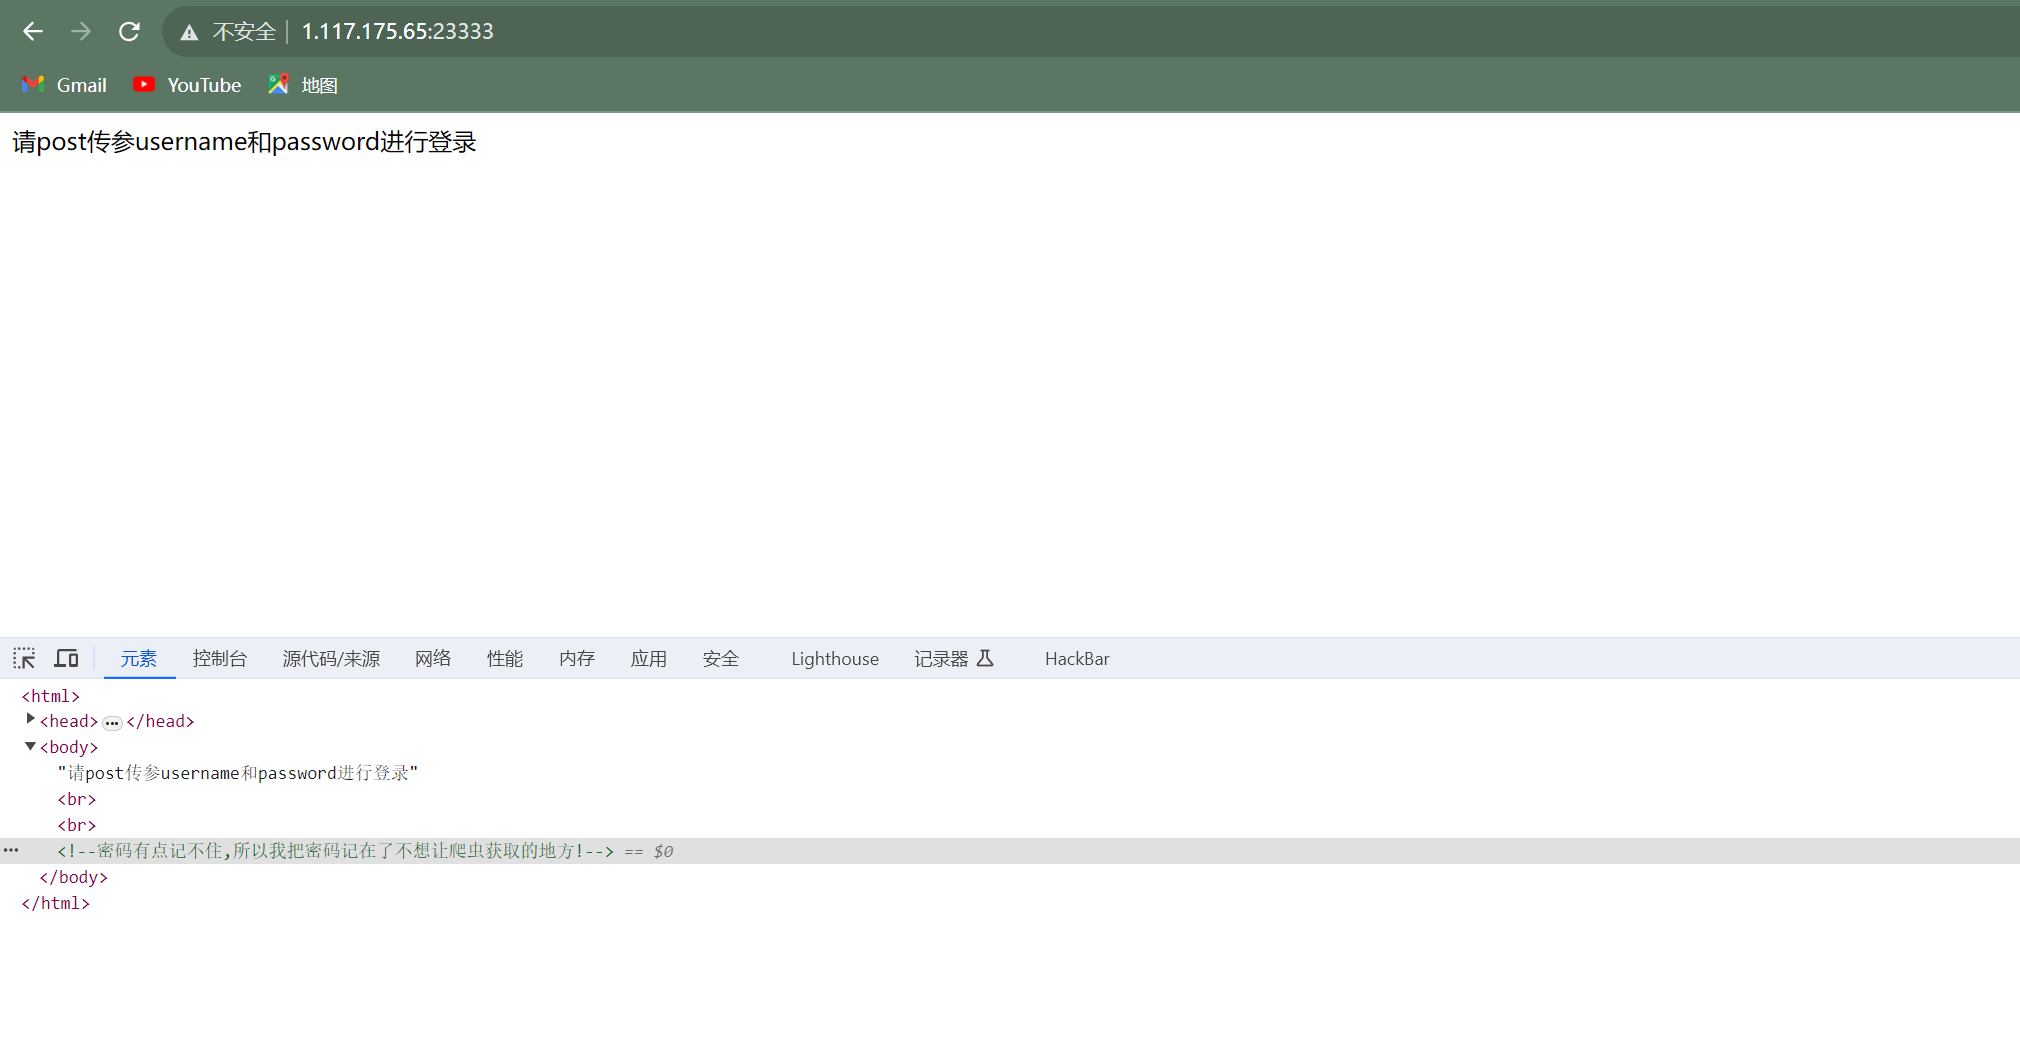 不安全 1.117.175.65:23333
Gmail YouTube 地图
请post传参username和password进行登录
元素 控制台 源代码/来源 网络 性能 内存 应用 安全 Lighthouse 记录器 HackBar
<html>
<head>…</head>
<body>
"请post传参username和password进行登录"
<br>
<br>
<!--密码有点记不住,所以我把密码记在了不想让爬虫获取的地方!--> == $0
</body>
</html>